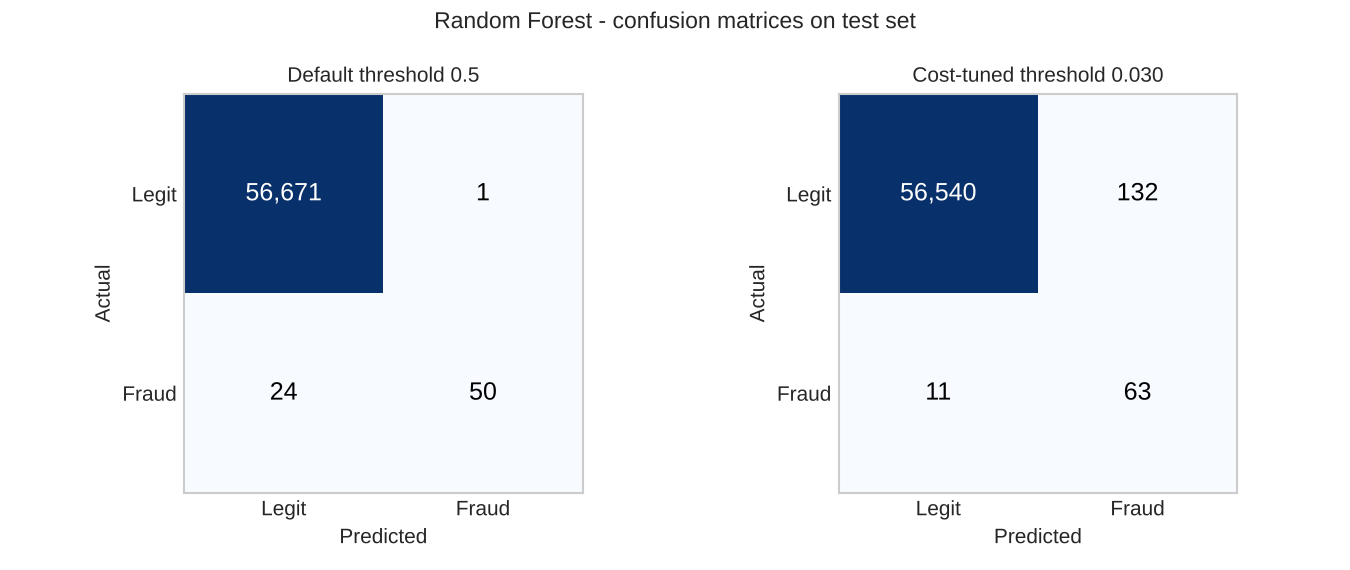 Random Forest - confusion matrices on test set
Default threshold 0.5
Legit
56,671
1
Actual
Fraud
24
50
Legit
Fraud
Predicted
Cost-tuned threshold 0.030
Legit
56,540
132
Actual
Fraud
11
63
Legit
Fraud
Predicted